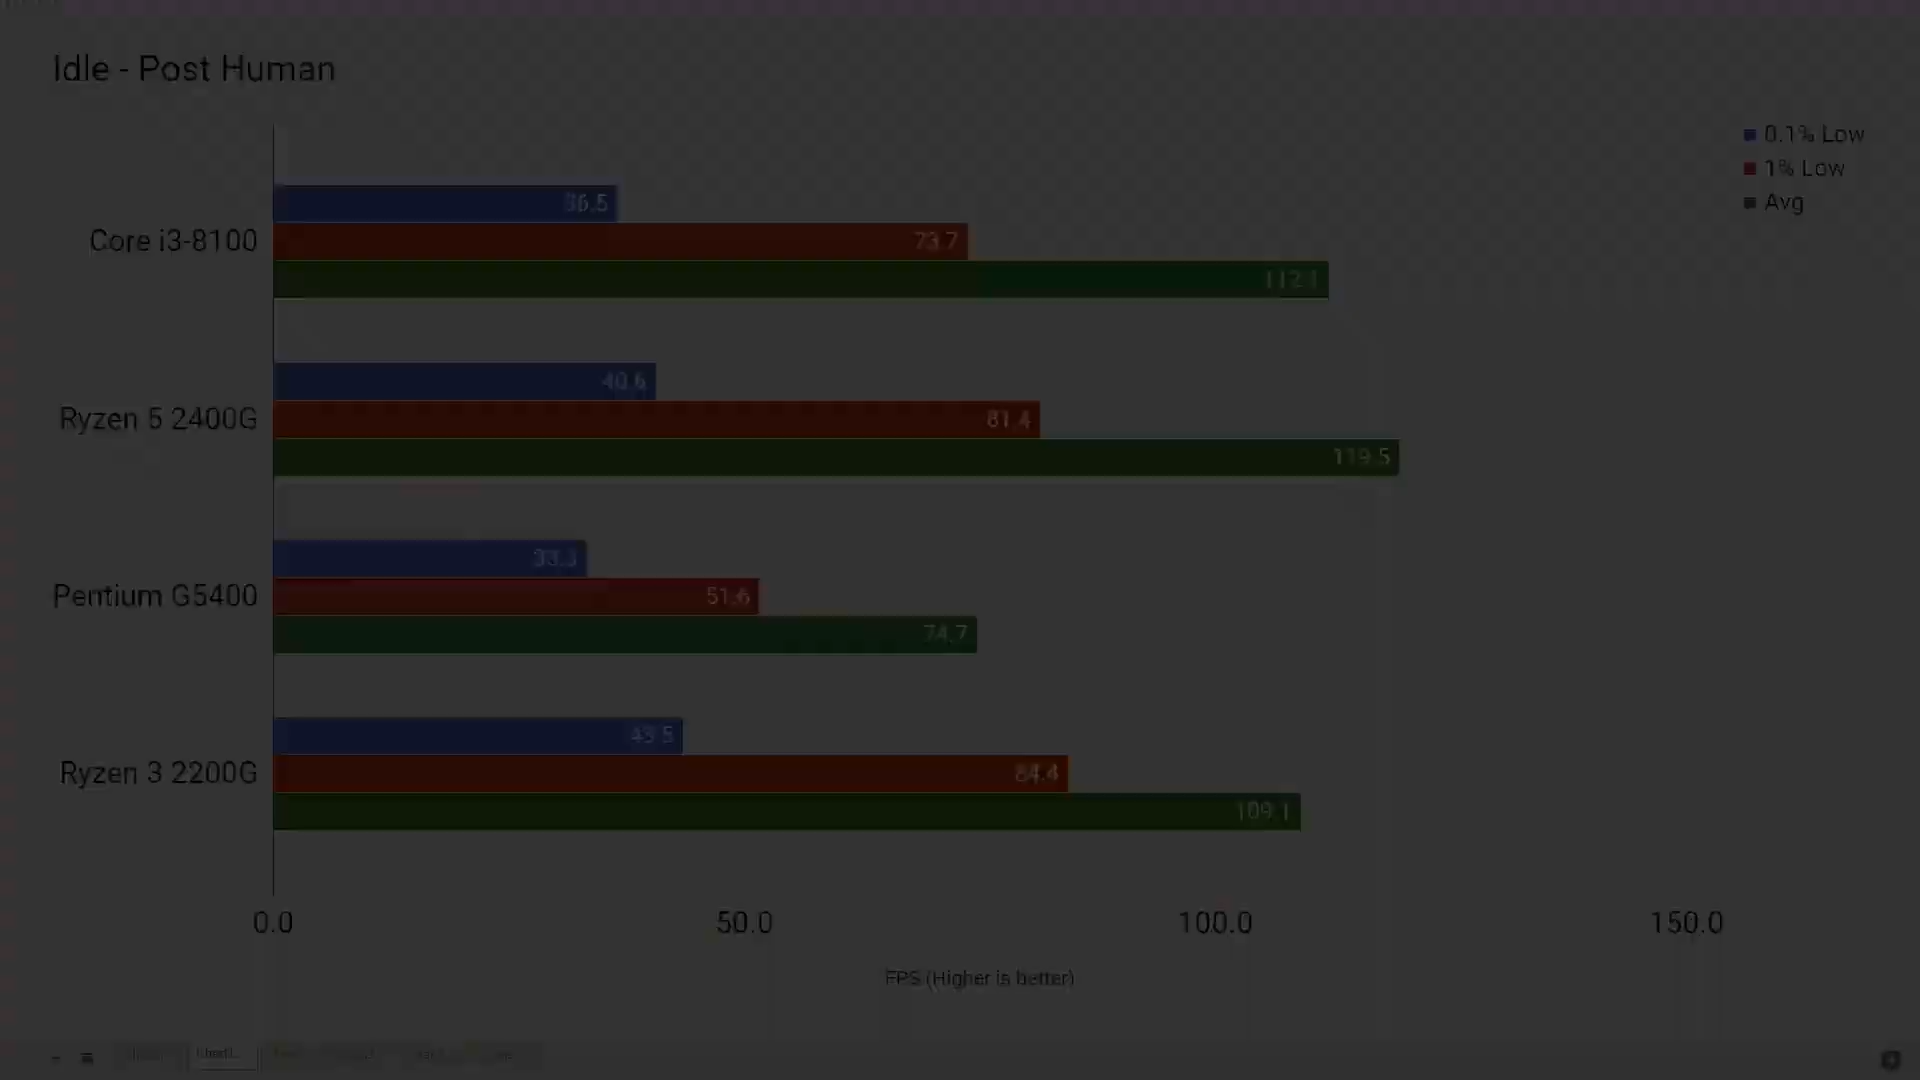 Idle - Post Human
0.1% Low
1% Low
Avg
Core i3-8100
36.5
73.7
112.1
Ryzen 5 2400G
40.6
81.4
119.5
Pentium G5400
33.3
51.6
74.7
Ryzen 3 2200G
43.5
84.4
109.1
0.0 50.0 100.0 150.0
FPS (Higher is better)